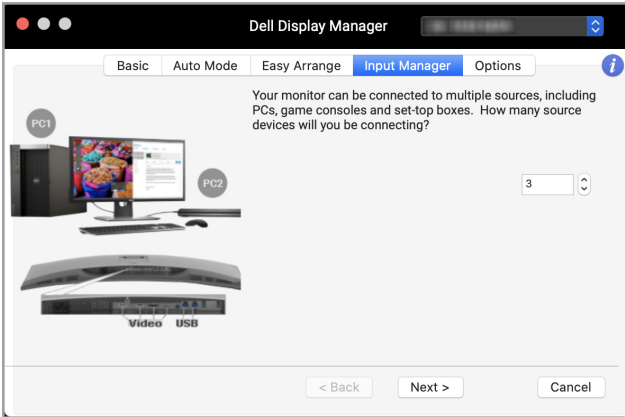 Dell Display Manager
Basic Auto Mode Easy Arrange Input Manager Options i
Your monitor can be connected to multiple sources, including
PCs, game consoles and set-top boxes. How many source
devices will you be connecting?
PC1
PC2
3
Video USB
< Back Next > Cancel